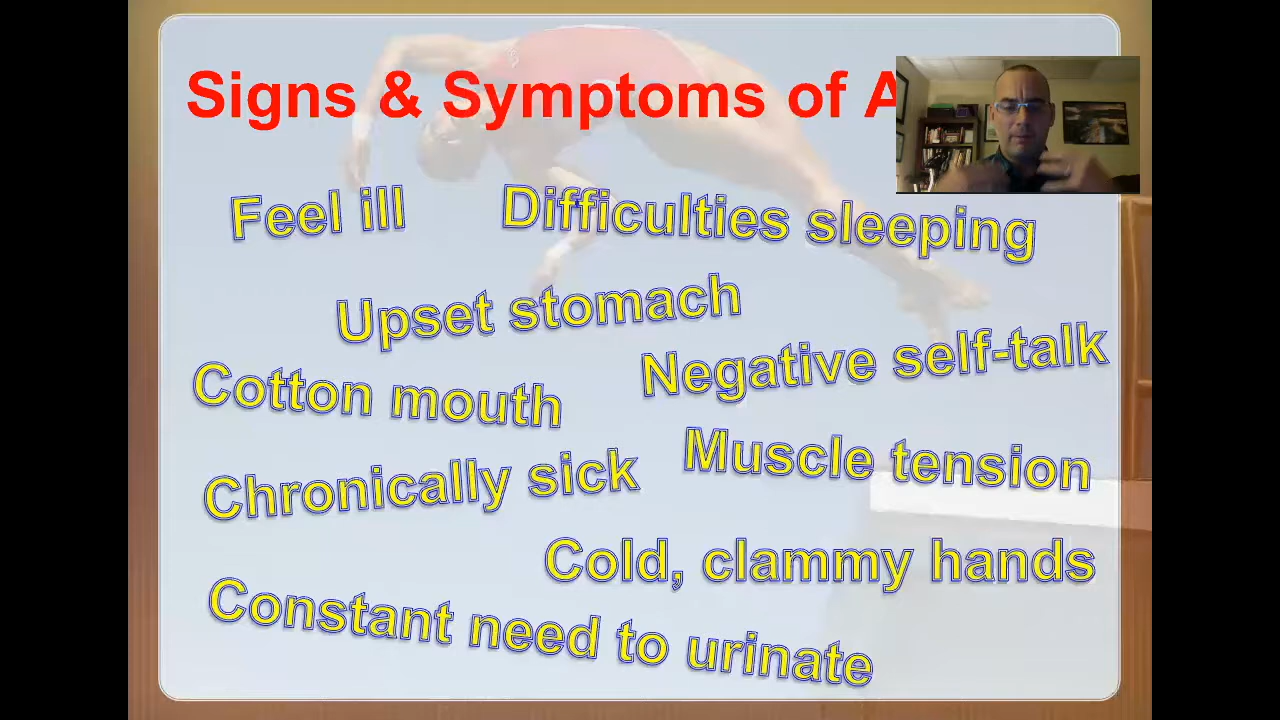 Signs & Symptoms of A
Feel ill
Difficulties sleeping
Upset stomach
Negative self-talk
Cotton mouth
Muscle tension
Chronically sick
Cold, clammy hands
Constant need to urinate